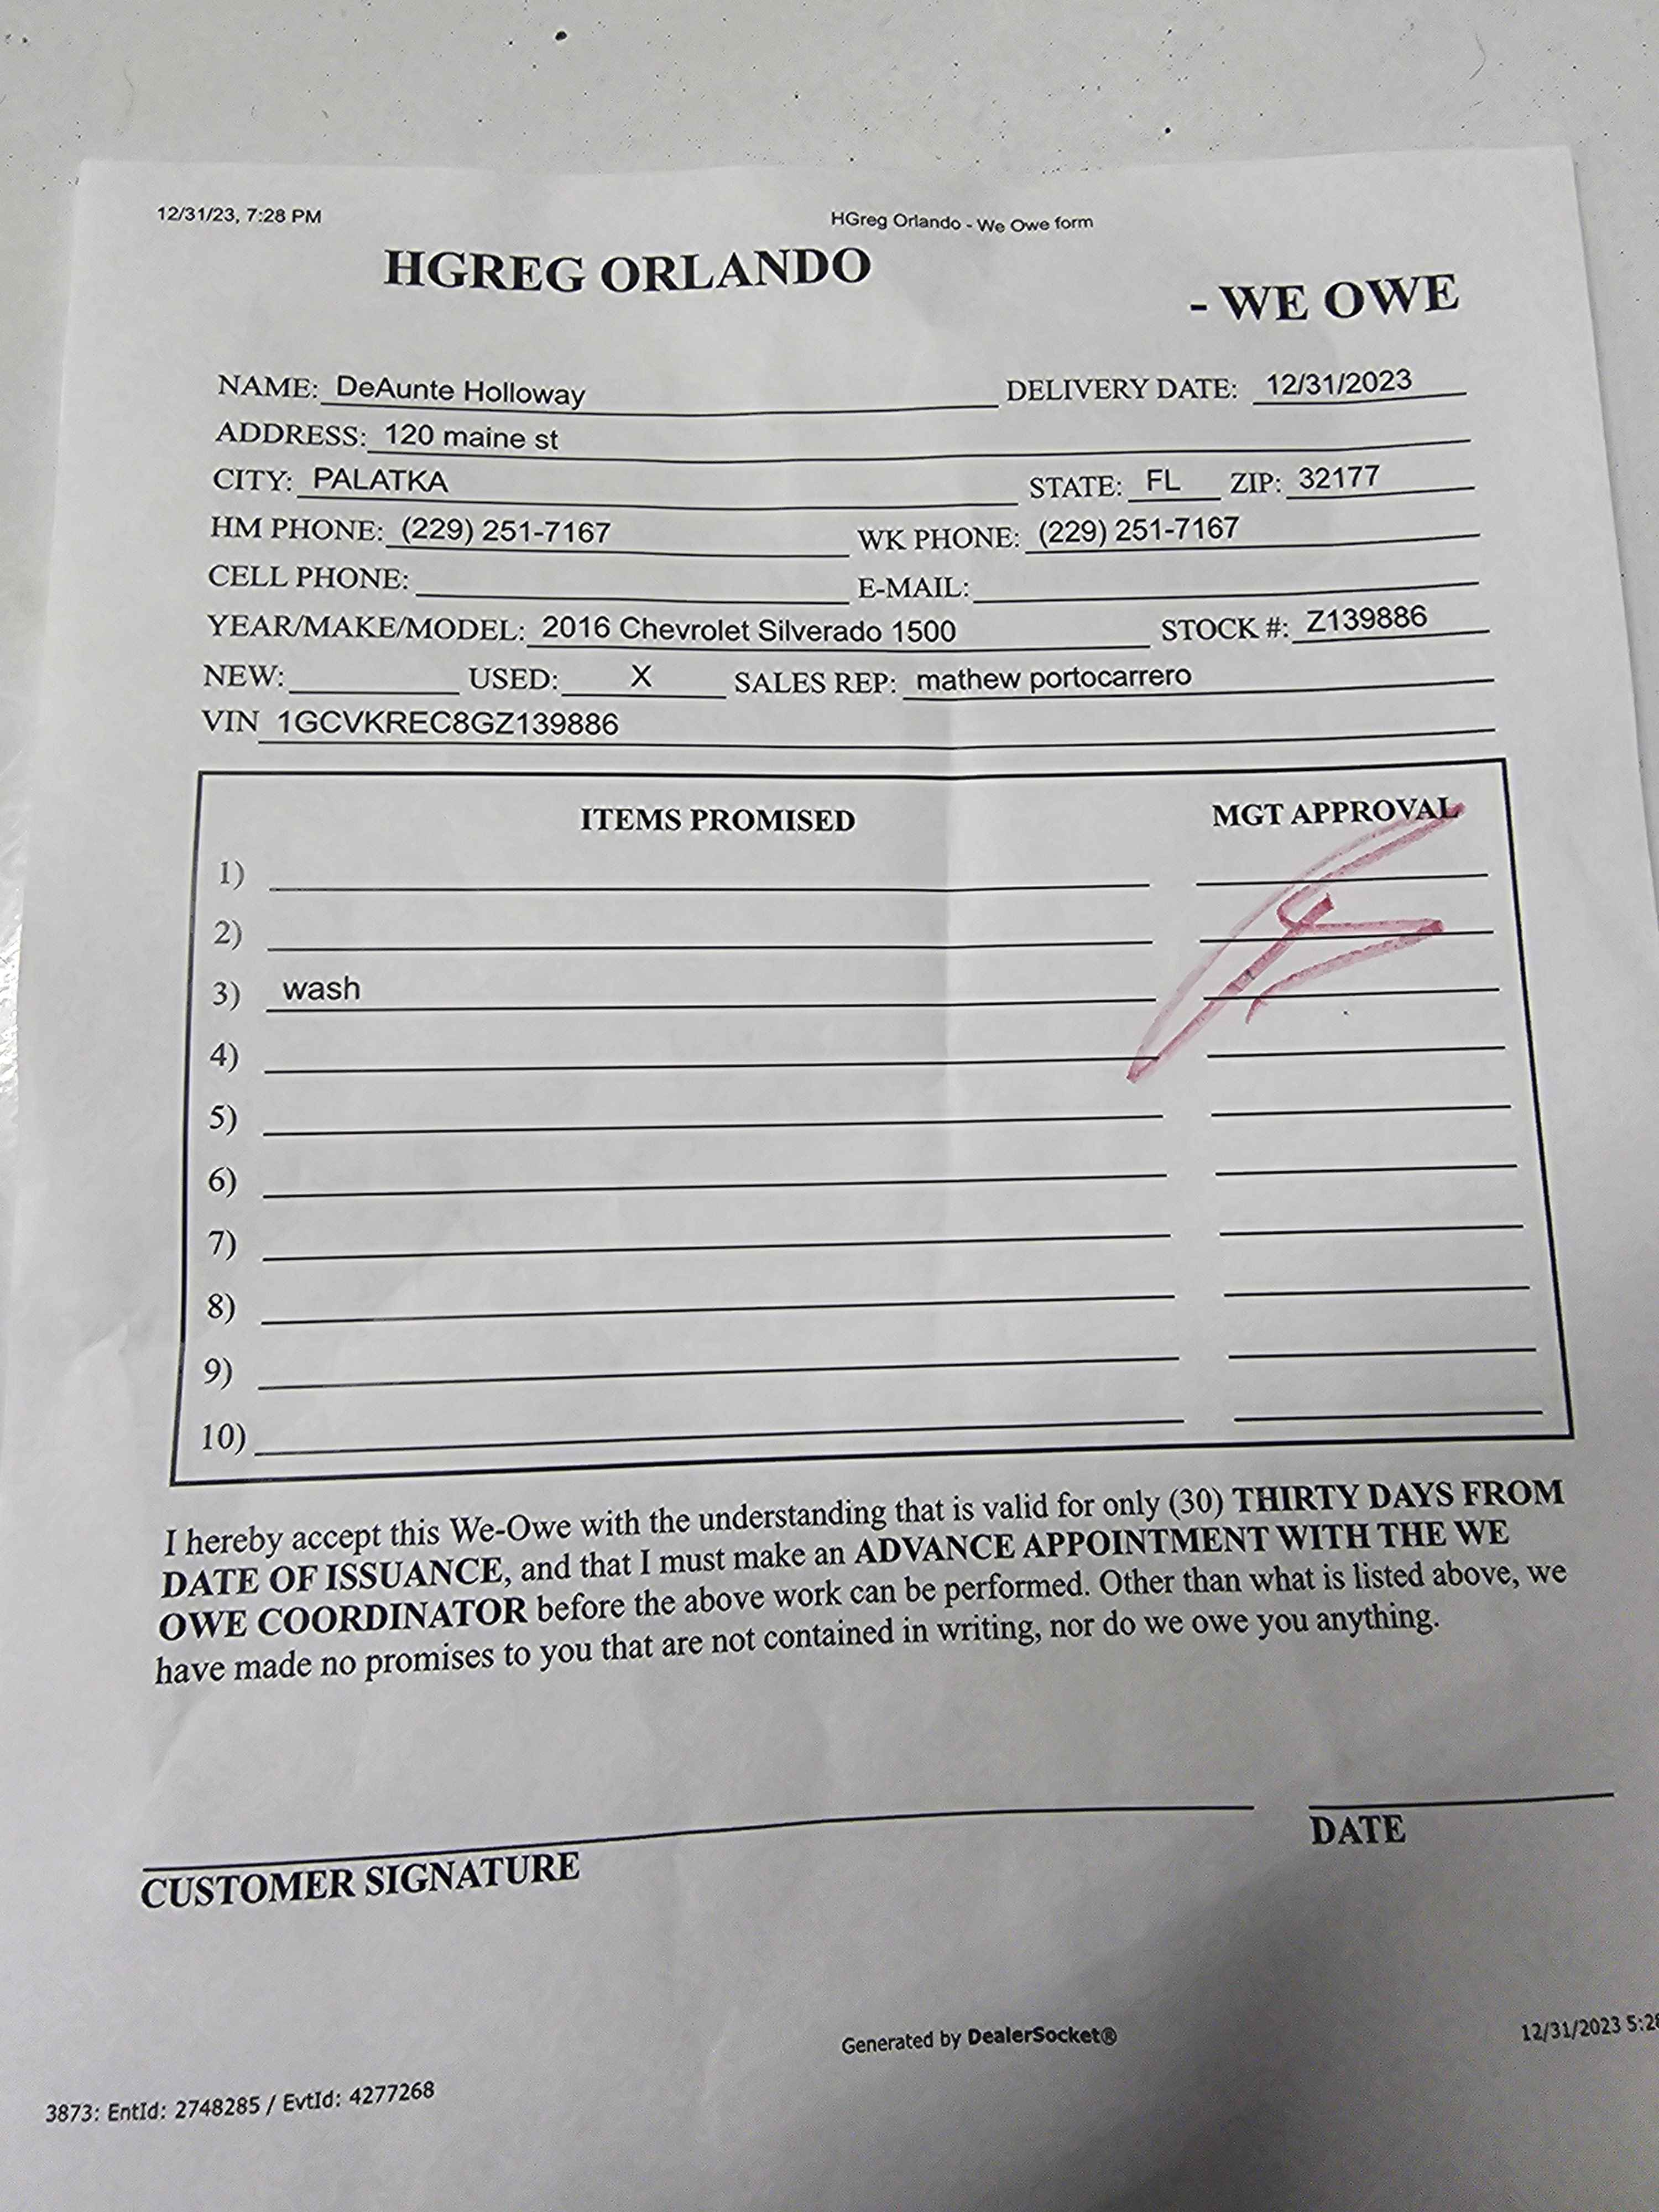 12/31/23, 7:28 PM HGreg Orlando - We Owe form
HGREG ORLANDO - WE OWE
NAME: DeAunte Holloway DELIVERY DATE: 12/31/2023
ADDRESS: 120 maine st
CITY: PALATKA STATE: FL ZIP: 32177
HM PHONE: (229) 251-7167 WK PHONE: (229) 251-7167
CELL PHONE: E-MAIL:
YEAR/MAKE/MODEL: 2016 Chevrolet Silverado 1500 STOCK #: Z139886
NEW: USED: X SALES REP: mathew portocarrero
VIN 1GCVKREC8GZ139886
ITEMS PROMISED MGT APPROVAL
1)
2)
3) wash
4)
5)
6)
7)
8)
9)
10)
I hereby accept this We-Owe with the understanding that is valid for only (30) THIRTY DAYS FROM
DATE OF ISSUANCE, and that I must make an ADVANCE APPOINTMENT WITH THE WE
OWE COORDINATOR before the above work can be performed. Other than what is listed above, we
have made no promises to you that are not contained in writing, nor do we owe you anything.
CUSTOMER SIGNATURE DATE
Generated by DealerSocket® 12/31/2023 5:28
3873: EntId: 2748285 / EvtId: 4277268